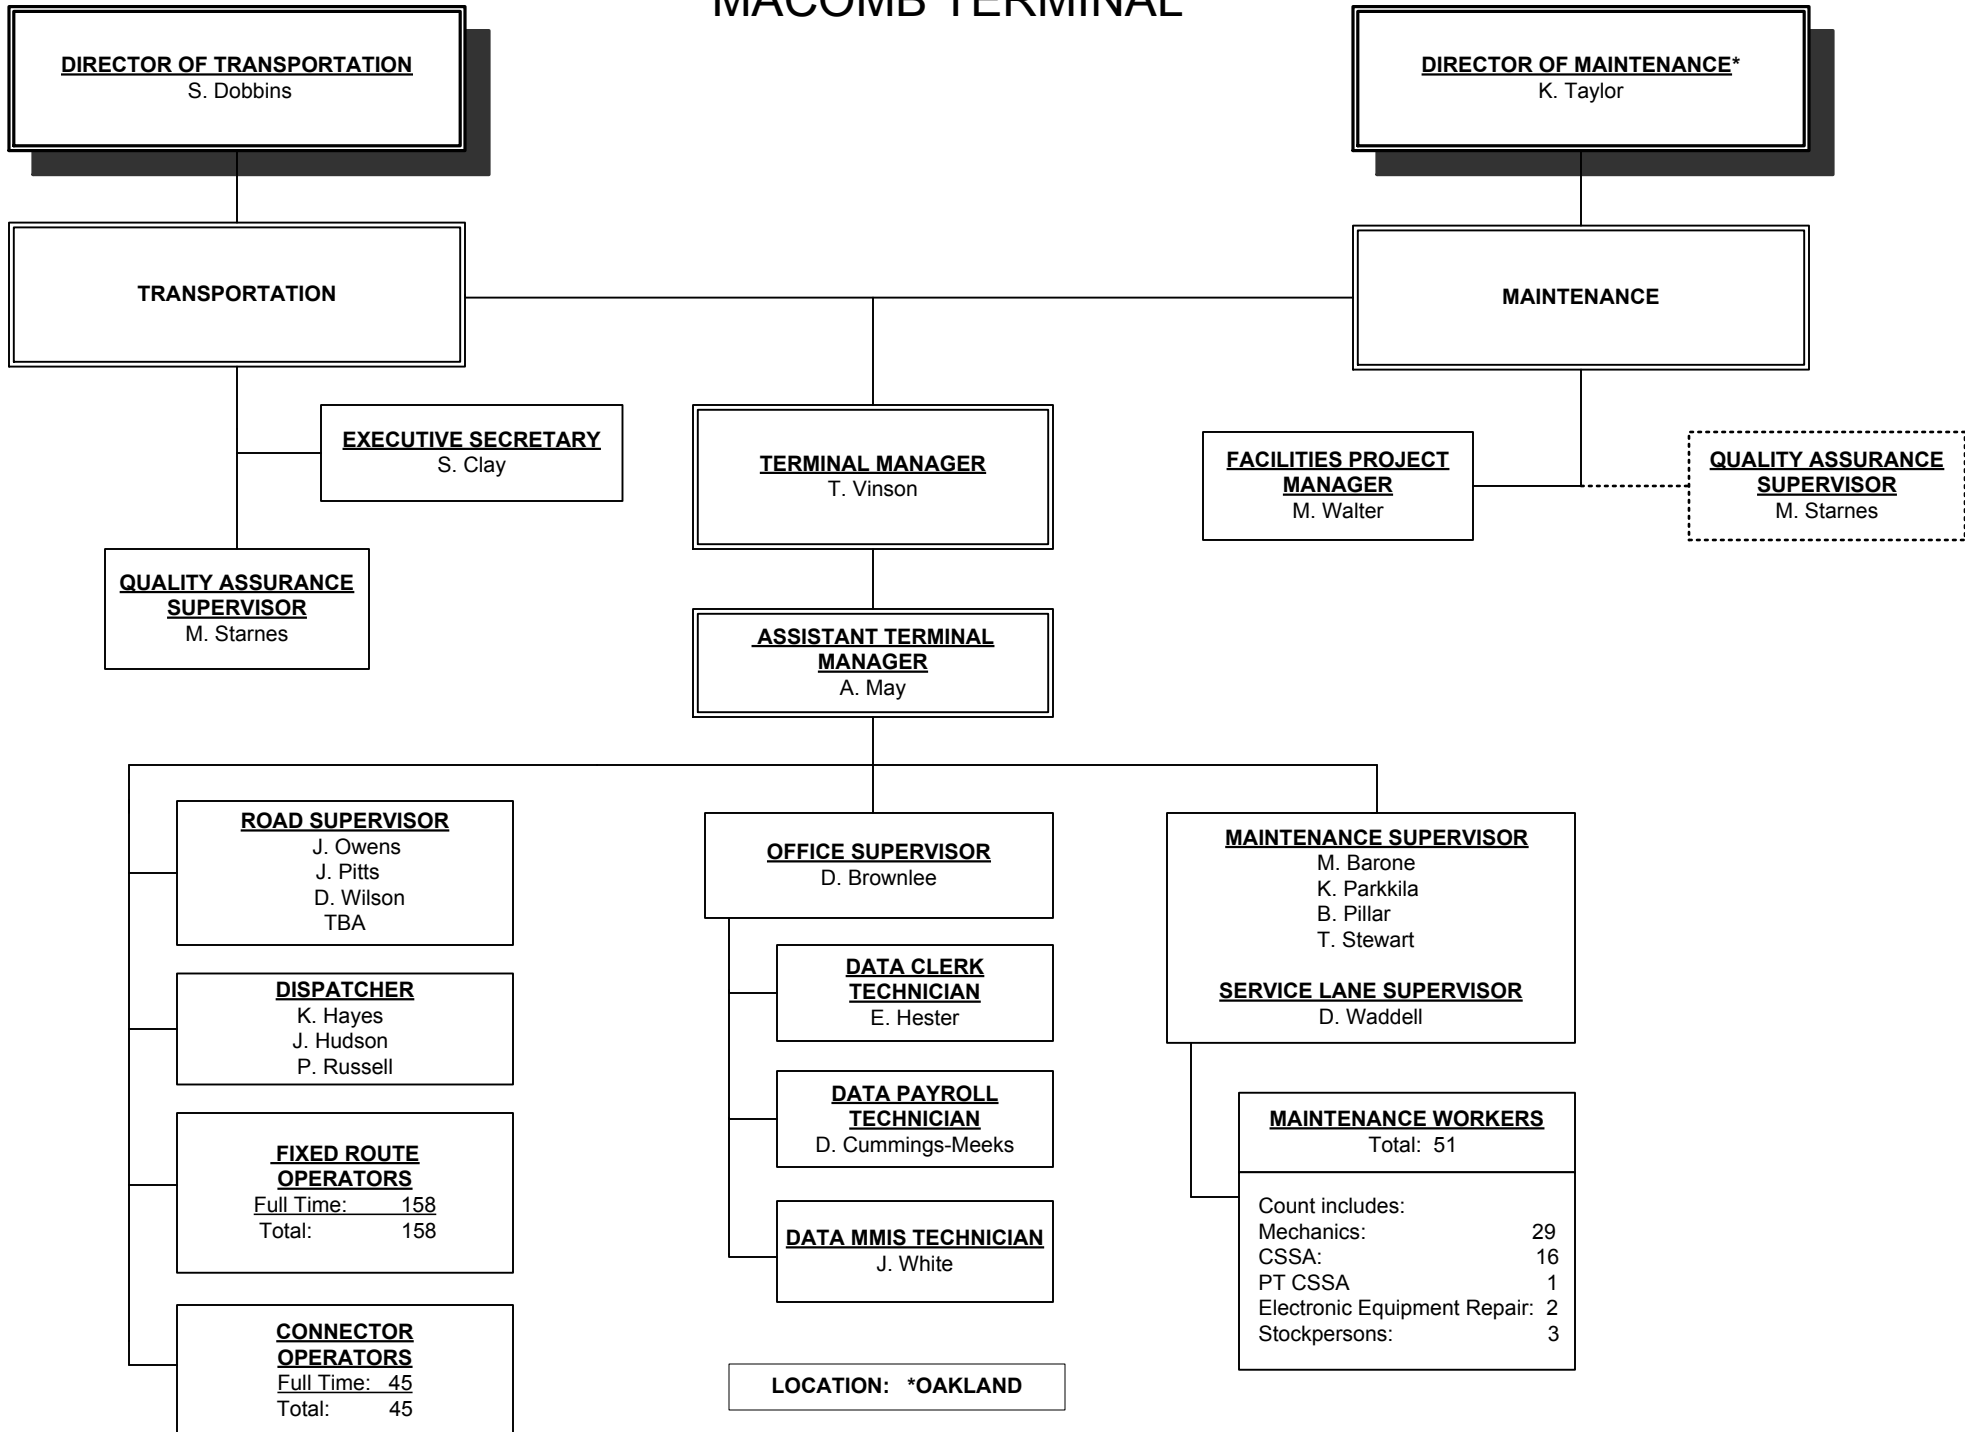 MACOMB TERMINAL
DIRECTOR OF TRANSPORTATION
S. Dobbins
DIRECTOR OF MAINTENANCE*
K. Taylor
TRANSPORTATION
MAINTENANCE
EXECUTIVE SECRETARY
S. Clay
TERMINAL MANAGER
T. Vinson
FACILITIES PROJECT
MANAGER
M. Walter
QUALITY ASSURANCE
SUPERVISOR
M. Starnes
QUALITY ASSURANCE
SUPERVISOR
M. Starnes
ASSISTANT TERMINAL
MANAGER
A. May
ROAD SUPERVISOR
J. Owens
J. Pitts
D. Wilson
TBA
DISPATCHER
K. Hayes
J. Hudson
P. Russell
FIXED ROUTE
OPERATORS
Full Time: 158
Total: 158
CONNECTOR
OPERATORS
Full Time: 45
Total: 45
OFFICE SUPERVISOR
D. Brownlee
DATA CLERK
TECHNICIAN
E. Hester
DATA PAYROLL
TECHNICIAN
D. Cummings-Meeks
DATA MMIS TECHNICIAN
J. White
MAINTENANCE SUPERVISOR
M. Barone
K. Parkkila
B. Pillar
T. Stewart
SERVICE LANE SUPERVISOR
D. Waddell
MAINTENANCE WORKERS
Total: 51
Count includes:
Mechanics: 29
CSSA: 16
PT CSSA 1
Electronic Equipment Repair: 2
Stockpersons: 3
LOCATION: *OAKLAND